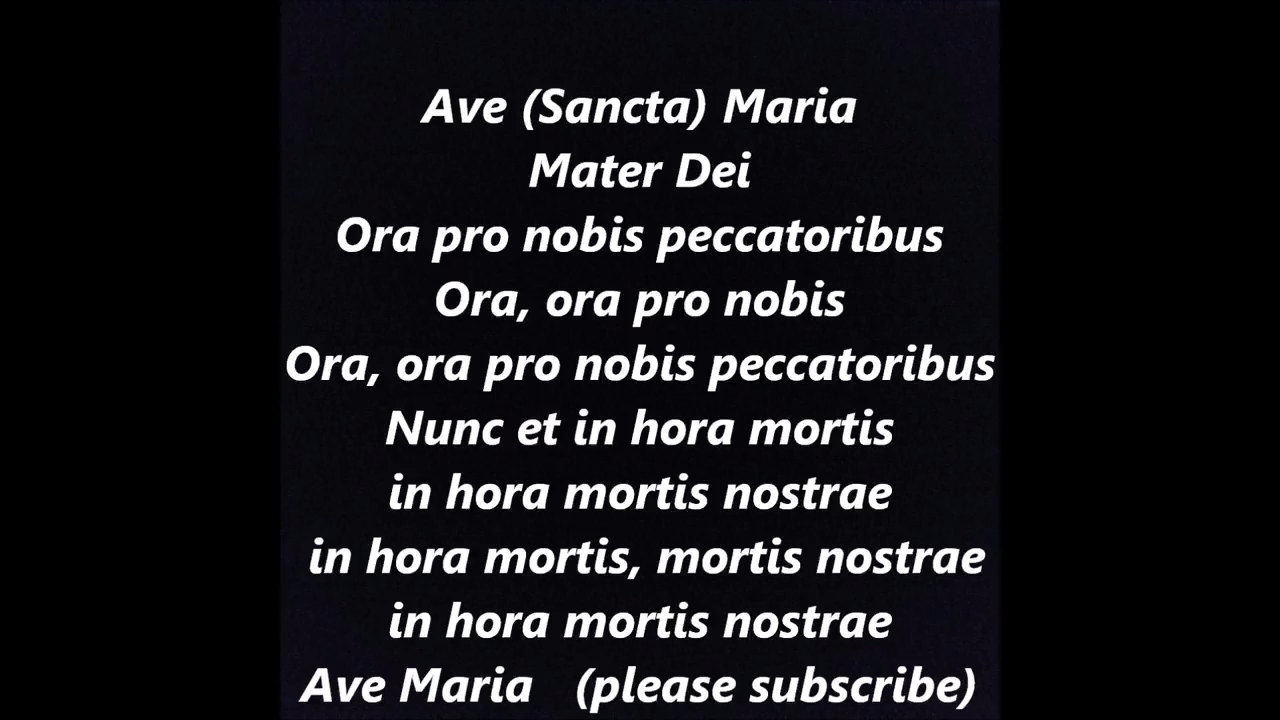 Ave (Sancta) Maria
Mater Dei
Ora pro nobis peccatoribus
Ora, ora pro nobis
Ora, ora pro nobis peccatoribus
Nunc et in hora mortis
in hora mortis nostrae
in hora mortis, mortis nostrae
in hora mortis nostrae
Ave Maria (please subscribe)